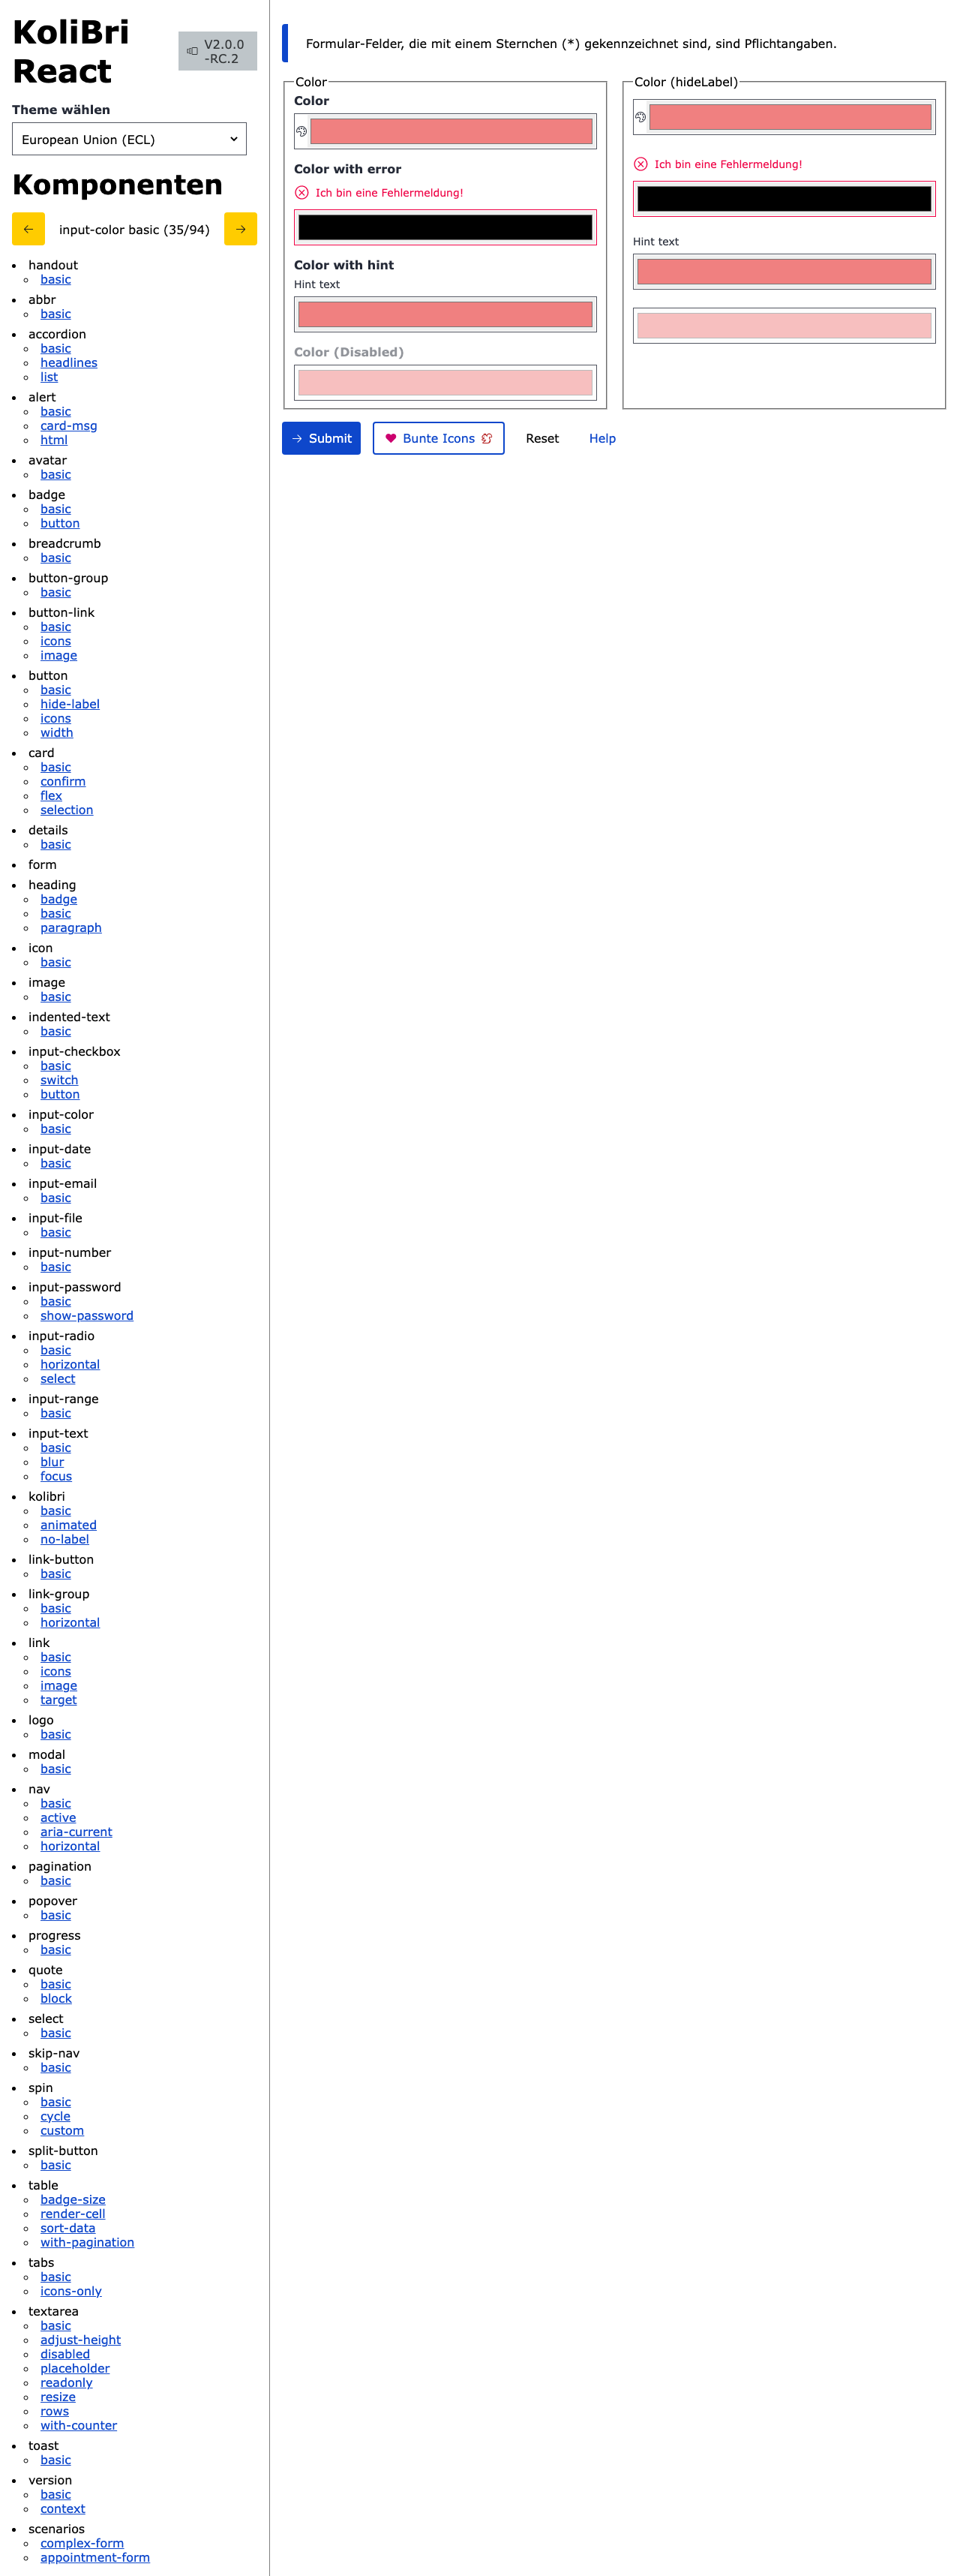 KoliBri
React
V2.0.0
-RC.2
Theme wählen
European Union (ECL)
Komponenten
input-color basic (35/94)
handout
basic
abbr
basic
accordion
basic
headlines
list
alert
basic
card-msg
html
avatar
basic
badge
basic
button
breadcrumb
basic
button-group
basic
button-link
basic
icons
image
button
basic
hide-label
icons
width
card
basic
confirm
flex
selection
details
basic
form
heading
badge
basic
paragraph
icon
basic
image
basic
indented-text
basic
input-checkbox
basic
switch
button
input-color
basic
input-date
basic
input-email
basic
input-file
basic
input-number
basic
input-password
basic
show-password
input-radio
basic
horizontal
select
input-range
basic
input-text
basic
blur
focus
kolibri
basic
animated
no-label
link-button
basic
link-group
basic
horizontal
link
basic
icons
image
target
logo
basic
modal
basic
nav
basic
active
aria-current
horizontal
pagination
basic
popover
basic
progress
basic
quote
basic
block
select
basic
skip-nav
basic
spin
basic
cycle
custom
split-button
basic
table
badge-size
render-cell
sort-data
with-pagination
tabs
basic
icons-only
textarea
basic
adjust-height
disabled
placeholder
readonly
resize
rows
with-counter
toast
basic
version
basic
context
scenarios
complex-form
appointment-form
Formular-Felder, die mit einem Sternchen (*) gekennzeichnet sind, sind Pflichtangaben.
Color
Color
Color with error
Ich bin eine Fehlermeldung!
Color with hint
Hint text
Color (Disabled)
Color (hideLabel)
Ich bin eine Fehlermeldung!
Hint text
Submit
Bunte Icons
Reset
Help